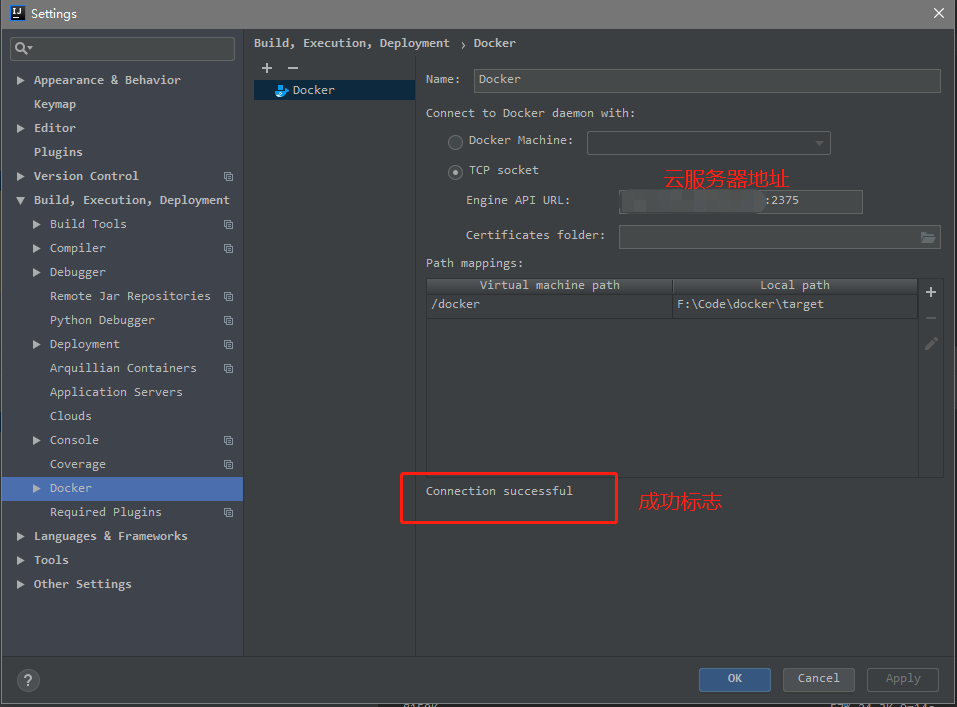 Settings
Build, Execution, Deployment › Docker
Appearance & Behavior
Keymap
Editor
Plugins
Version Control
Build, Execution, Deployment
Build Tools
Compiler
Debugger
Remote Jar Repositories
Python Debugger
Deployment
Arquillian Containers
Application Servers
Clouds
Console
Coverage
Docker
Required Plugins
Languages & Frameworks
Tools
Other Settings
Docker
Name: Docker
Connect to Docker daemon with:
Docker Machine:
TCP socket
云服务器地址
Engine API URL: :2375
Certificates folder:
Path mappings:
Virtual machine path Local path
/docker F:\Code\docker\target
Connection successful
成功标志
?
OK Cancel Apply